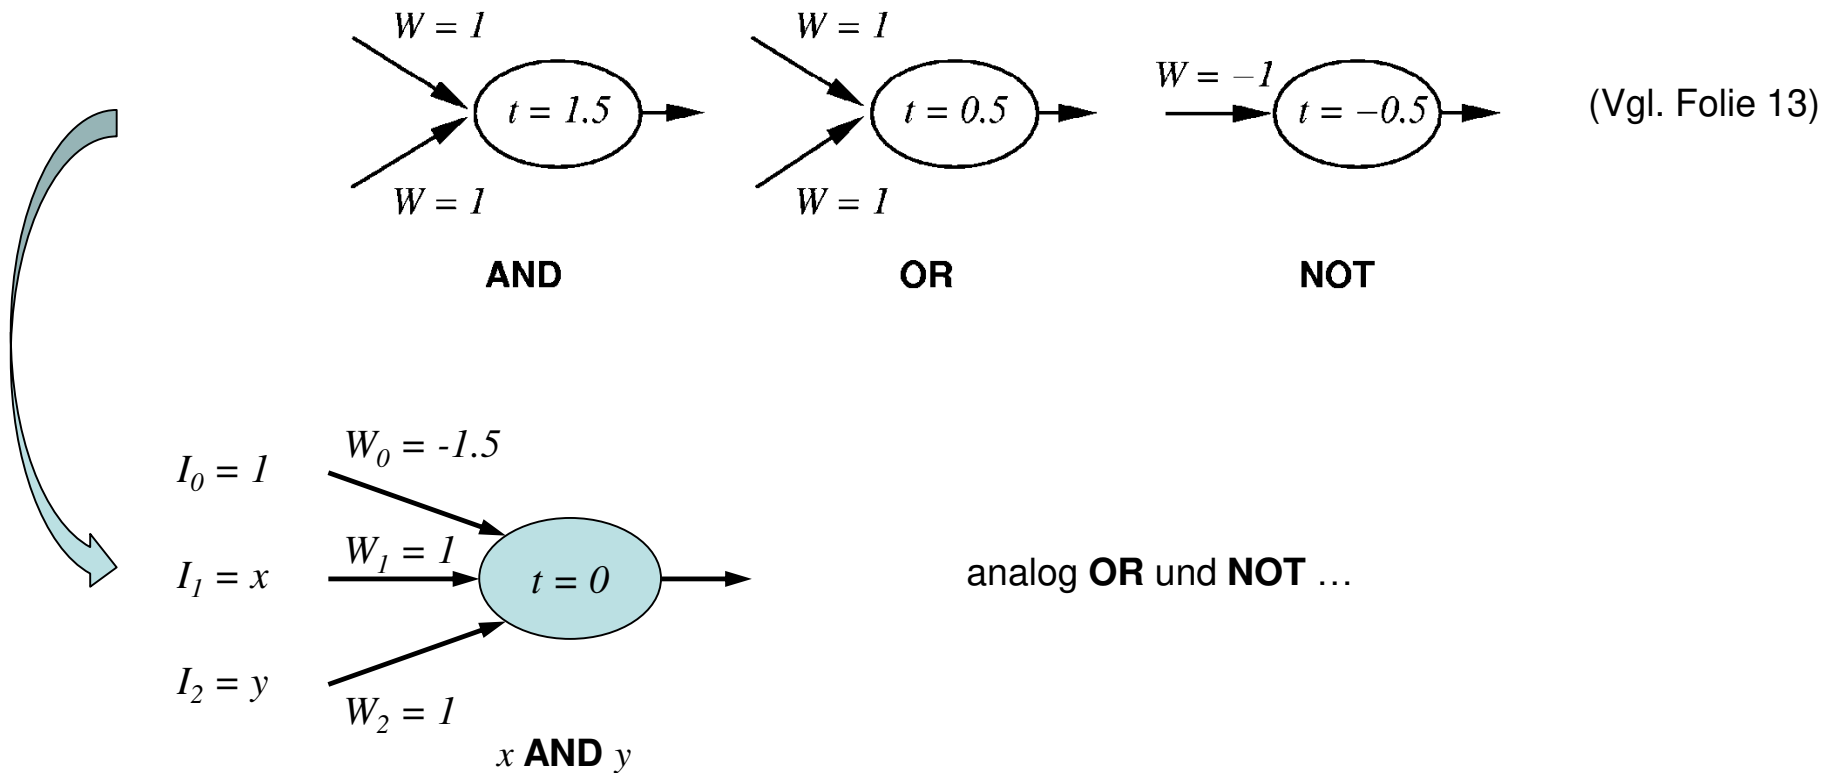 W = 1
W = 1
W = –1
t = 1.5
t = 0.5
t = –0.5
(Vgl. Folie 13)
W = 1
W = 1
AND
OR
NOT
W₀ = -1.5
I₀ = 1
W₁ = 1
I₁ = x
t = 0
analog OR und NOT …
I₂ = y
W₂ = 1
x AND y